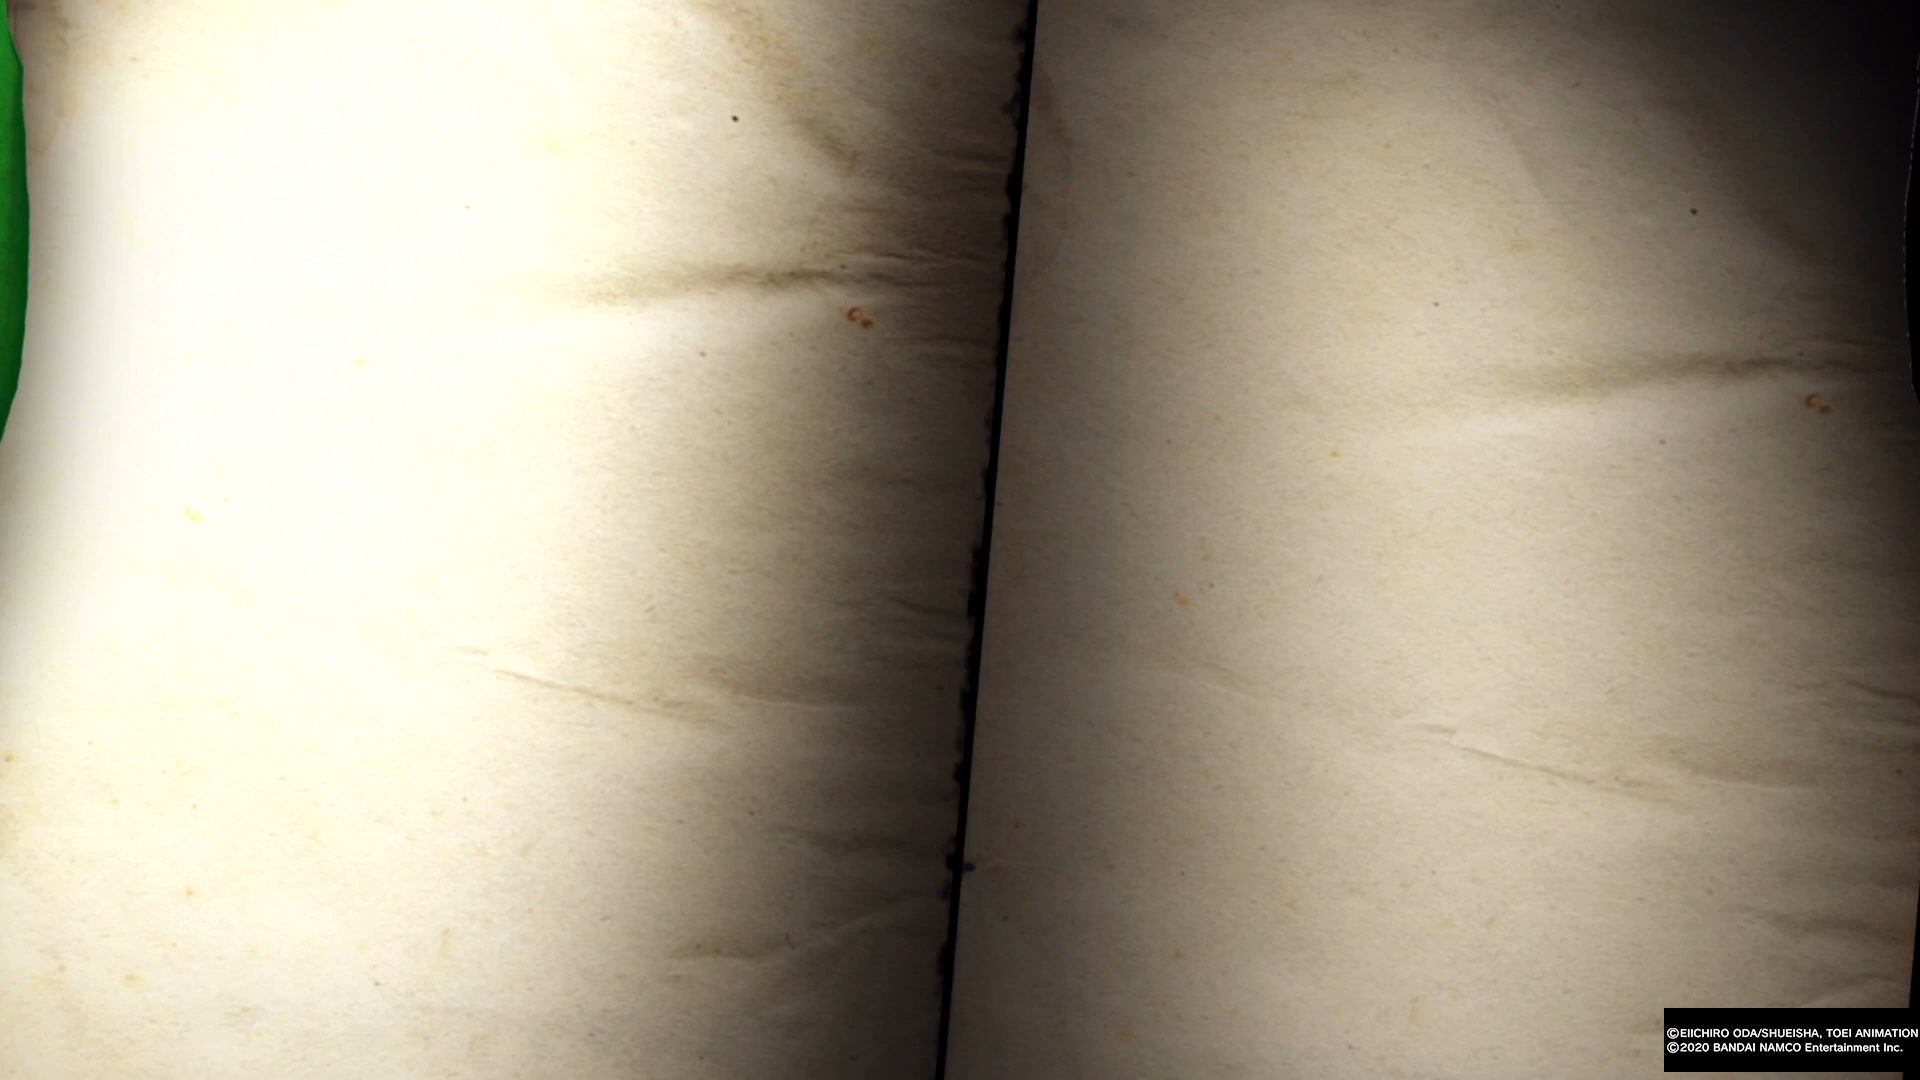 ©EIICHIRO ODA/SHUEISHA, TOEI ANIMATION
©2020 BANDAI NAMCO Entertainment Inc.